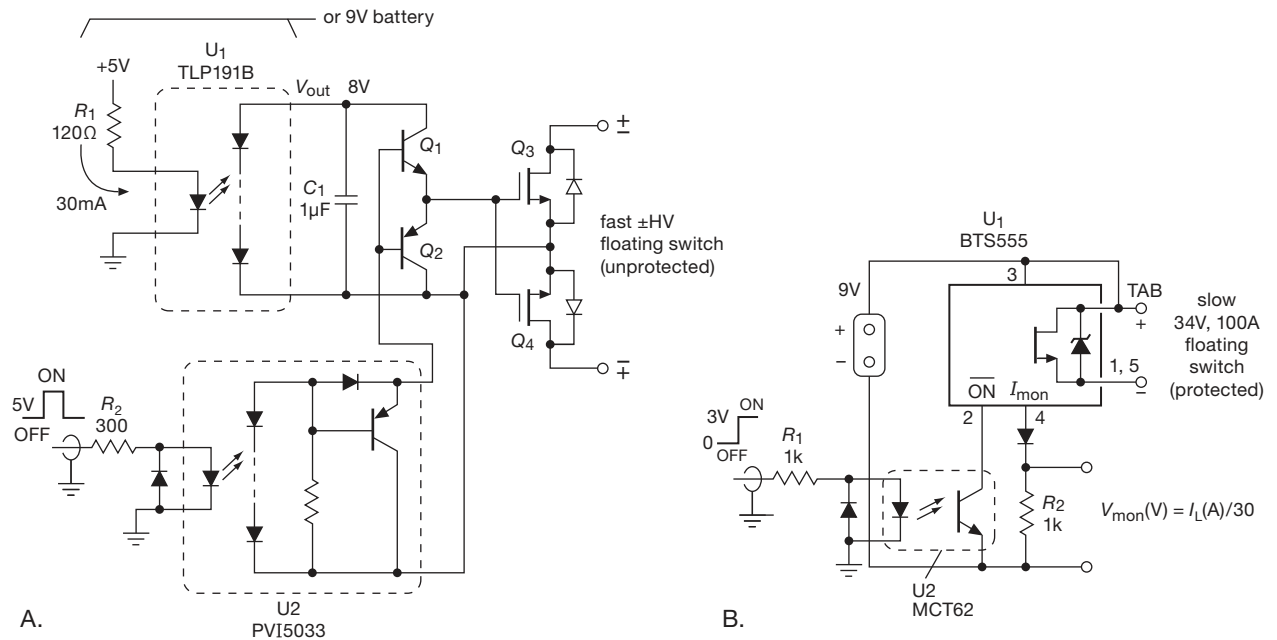 or 9V battery
U1
TLP191B
+5V
R1
120Ω
30mA
Vout 8V
C1
1μF
Q1
Q2
Q3
Q4
±
∓
fast ±HV
floating switch
(unprotected)
ON
5V
OFF
R2
300
U2
PVI5033
A.
U1
BTS555
3
9V
+
−
TAB
+
1, 5
−
slow
34V, 100A
floating
switch
(protected)
ON Imon
2 4
3V ON
0
OFF
R1
1k
R2
1k
Vmon(V) = IL(A)/30
U2
MCT62
B.